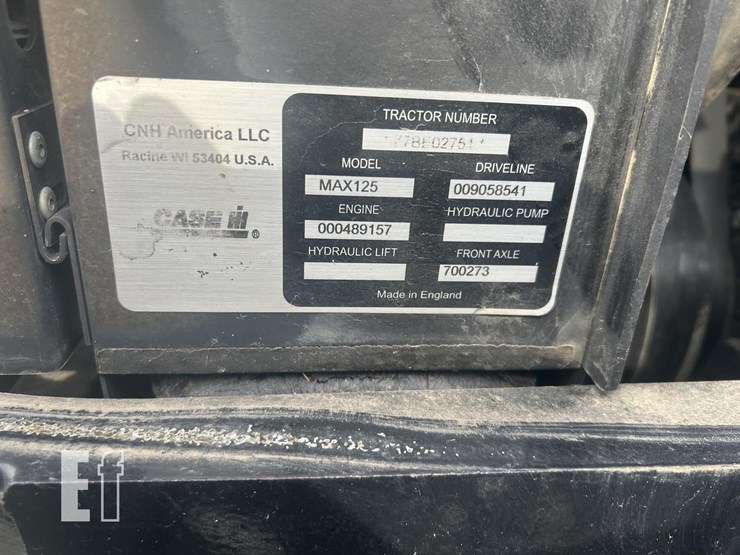 CNH America LLC
Racine WI 53404 U.S.A.
CASE IH ®
TRACTOR NUMBER
MODEL
DRIVELINE
MAX125
009058541
ENGINE
HYDRAULIC PUMP
000489157
HYDRAULIC LIFT
FRONT AXLE
700273
Made in England
Ef